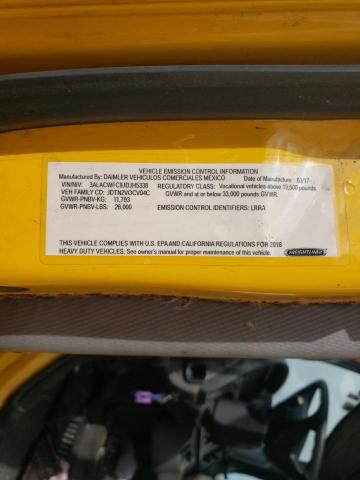 VEHICLE EMISSION CONTROL INFORMATION
Manufactured By: DAIMLER VEHICULOS COMERCIALES MEXICO Date of Manufacture: 03/17
VIN/NIV: REGULATORY CLASS: Vocational vehicles above 19,500 pounds
VEH FAMILY CD: JDTN2VOCV04C GVWR and at or below 33,000 pounds GVWR.
GVWR-PNBV-KG: 11,793
GVWR-PNBV-LBS: 26,000 EMISSION CONTROL IDENTIFIERS: LRRA
THIS VEHICLE COMPLIES WITH U.S. EPA AND CALIFORNIA REGULATIONS FOR 2018
HEAVY DUTY VEHICLES. See owner's manual for proper maintenance of this vehicle.
FREIGHTLINER